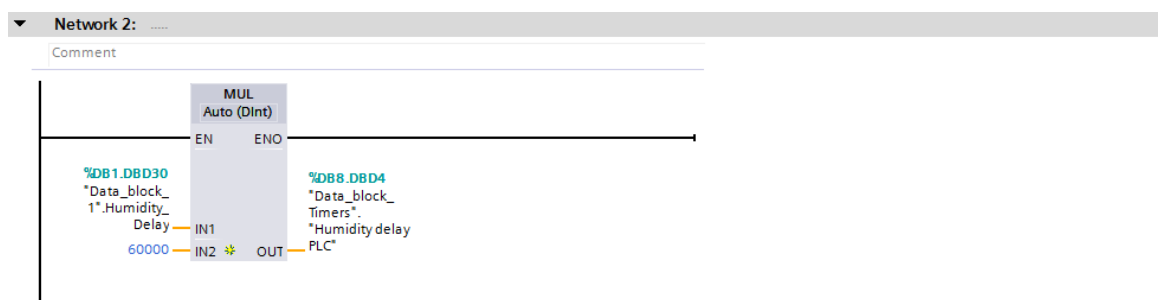 Network 2: .....
Comment
MUL
Auto (DInt)
EN ENO
%DB1.DBD30
"Data_block_
1".Humidity_
Delay
IN1
60000
IN2
OUT
%DB8.DBD4
"Data_block_
Timers".
"Humidity delay
PLC"